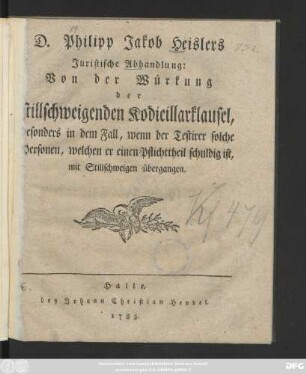 D. Philipp Jakob Heislers
Juristische Abhandlung:
Von der Würkung
der
stillschweigenden Kodicillarklausel,
besonders in dem Fall, wenn der Testirer solche
Personen, welchen er einen Pflichttheil schuldig ist,
mit Stillschweigen übergangen.
Halle,
bey Johann Christian Hendel.